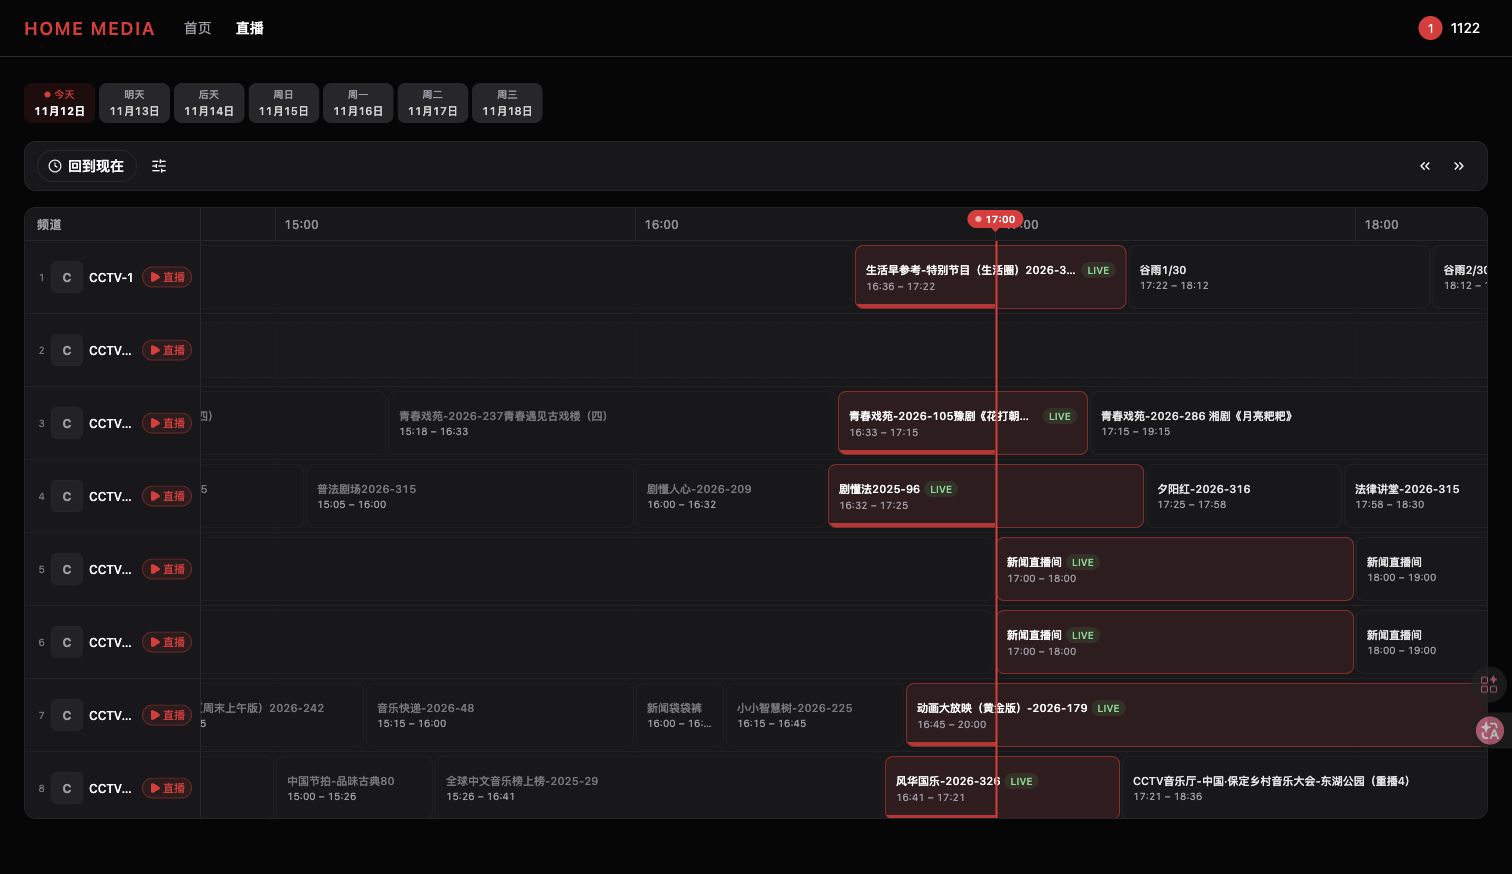 HOME MEDIA 首页 直播 1 1122
今天 明天 后天 周日 周一 周二 周三
11月12日 11月13日 11月14日 11月15日 11月16日 11月17日 11月18日
回到现在
频道 15:00 16:00 17:00 18:00
1 C CCTV-1 直播
生活早参考-特别节目（生活圈）2026-3... LIVE
16:36 – 17:22
谷雨1/30
17:22 – 18:12
谷雨2/30
18:12 –
2 C CCTV... 直播
3 C CCTV... 直播
四）
青春戏苑-2026-237青春遇见古戏楼（四）
15:18 – 16:33
青春戏苑-2026-105豫剧《花打朝... LIVE
16:33 – 17:15
青春戏苑-2026-286 湘剧《月亮粑粑》
17:15 – 19:15
4 C CCTV... 直播
5
普法剧场2026-315
15:05 – 16:00
剧懂人心-2026-209
16:00 – 16:32
剧懂法2025-96 LIVE
16:32 – 17:25
夕阳红-2026-316
17:25 – 17:58
法律讲堂-2026-315
17:58 – 18:30
5 C CCTV... 直播
新闻直播间 LIVE
17:00 – 18:00
新闻直播间
18:00 – 19:00
6 C CCTV... 直播
新闻直播间 LIVE
17:00 – 18:00
新闻直播间
18:00 – 19:00
7 C CCTV... 直播
（周末上午版）2026-242
5
音乐快递-2026-48
15:15 – 16:00
新闻袋袋裤
16:00 – 16:...
小小智慧树-2026-225
16:15 – 16:45
动画大放映（黄金版）-2026-179 LIVE
16:45 – 20:00
8 C CCTV... 直播
中国节拍-品味古典80
15:00 – 15:26
全球中文音乐榜上榜-2025-29
15:26 – 16:41
风华国乐-2026-326 LIVE
16:41 – 17:21
CCTV音乐厅-中国·保定乡村音乐大会-东湖公园（重播4）
17:21 – 18:36